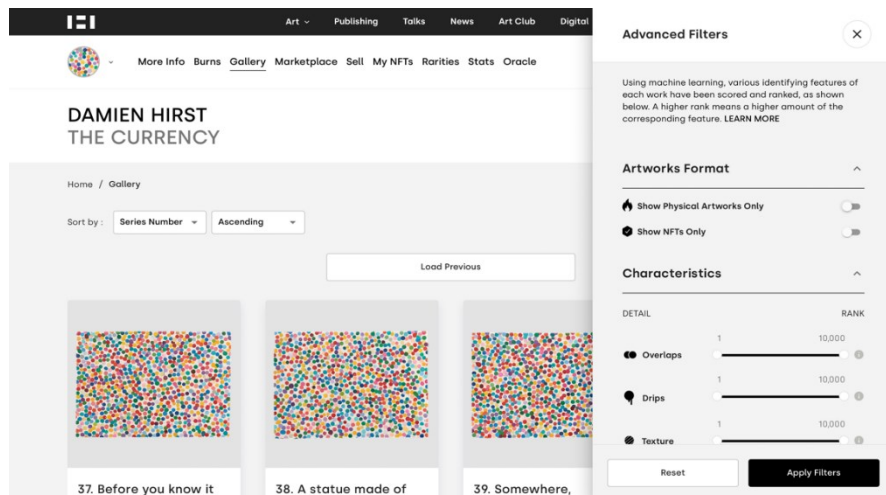 Art Publishing Talks News Art Club Digital
More Info Burns Gallery Marketplace Sell My NFTs Rarities Stats Oracle
DAMIEN HIRST
THE CURRENCY
Home / Gallery
Sort by : Series Number Ascending
Load Previous
37. Before you know it
38. A statue made of
39. Somewhere,
Advanced Filters
Using machine learning, various identifying features of
each work have been scored and ranked, as shown
below. A higher rank means a higher amount of the
corresponding feature. LEARN MORE
Artworks Format
Show Physical Artworks Only
Show NFTs Only
Characteristics
DETAIL RANK
1 10,000
Overlaps
1 10,000
Drips
1 10,000
Texture
Reset Apply Filters